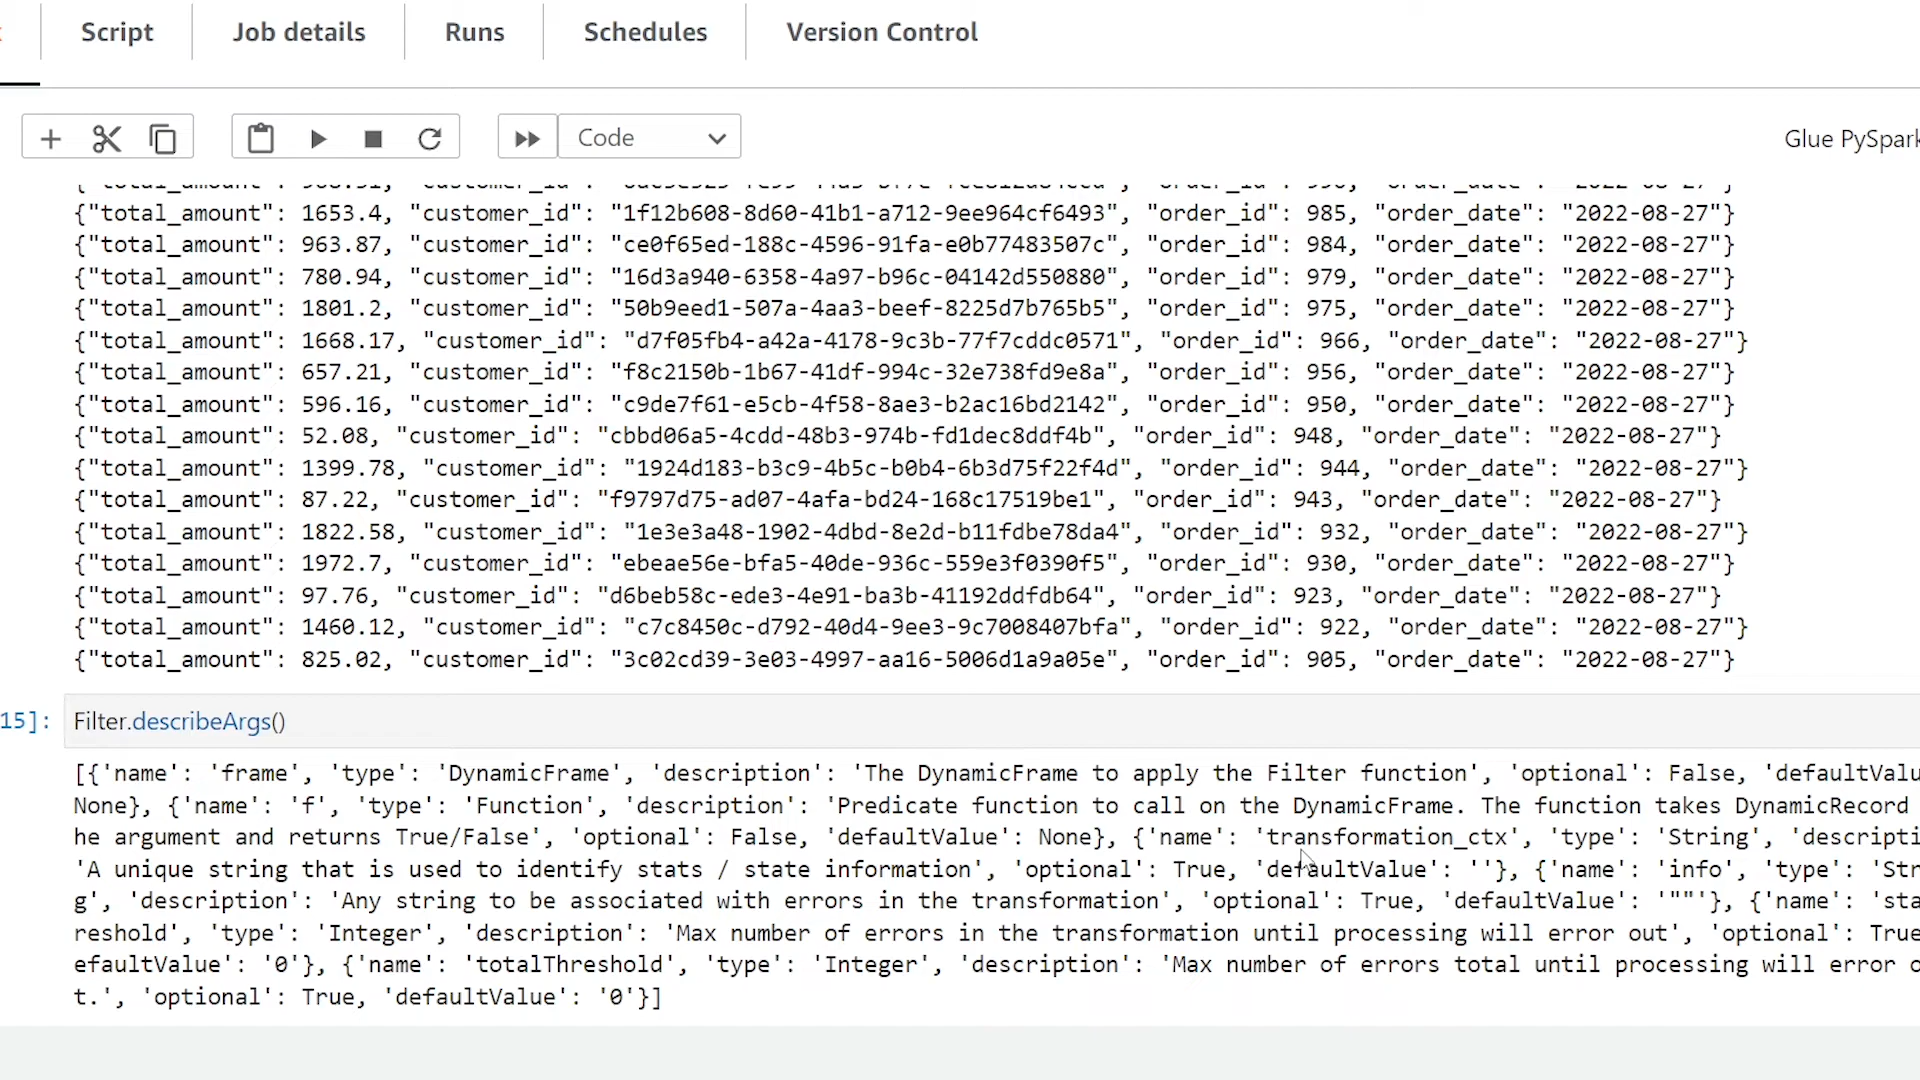 Script
Job details
Runs
Schedules
Version Control
Code
Glue PySpark
{"total_amount": 1653.4, "customer_id": "1f12b608-8d60-41b1-a712-9ee964cf6493", "order_id": 985, "order_date": "2022-08-27"}
{"total_amount": 963.87, "customer_id": "ce0f65ed-188c-4596-91fa-e0b77483507c", "order_id": 984, "order_date": "2022-08-27"}
{"total_amount": 780.94, "customer_id": "16d3a940-6358-4a97-b96c-04142d550880", "order_id": 979, "order_date": "2022-08-27"}
{"total_amount": 1801.2, "customer_id": "50b9eed1-507a-4aa3-beef-8225d7b765b5", "order_id": 975, "order_date": "2022-08-27"}
{"total_amount": 1668.17, "customer_id": "d7f05fb4-a42a-4178-9c3b-77f7cddc0571", "order_id": 966, "order_date": "2022-08-27"}
{"total_amount": 657.21, "customer_id": "f8c2150b-1b67-41df-994c-32e738fd9e8a", "order_id": 956, "order_date": "2022-08-27"}
{"total_amount": 596.16, "customer_id": "c9de7f61-e5cb-4f58-8ae3-b2ac16bd2142", "order_id": 950, "order_date": "2022-08-27"}
{"total_amount": 52.08, "customer_id": "cbbd06a5-4cdd-48b3-974b-fd1dec8ddf4b", "order_id": 948, "order_date": "2022-08-27"}
{"total_amount": 1399.78, "customer_id": "1924d183-b3c9-4b5c-b0b4-6b3d75f22f4d", "order_id": 944, "order_date": "2022-08-27"}
{"total_amount": 87.22, "customer_id": "f9797d75-ad07-4afa-bd24-168c17519be1", "order_id": 943, "order_date": "2022-08-27"}
{"total_amount": 1822.58, "customer_id": "1e3e3a48-1902-4dbd-8e2d-b11fdbe78da4", "order_id": 932, "order_date": "2022-08-27"}
{"total_amount": 1972.7, "customer_id": "ebeae56e-bfa5-40de-936c-559e3f0390f5", "order_id": 930, "order_date": "2022-08-27"}
{"total_amount": 97.76, "customer_id": "d6beb58c-ede3-4e91-ba3b-41192ddfdb64", "order_id": 923, "order_date": "2022-08-27"}
{"total_amount": 1460.12, "customer_id": "c7c8450c-d792-40d4-9ee3-9c7008407bfa", "order_id": 922, "order_date": "2022-08-27"}
{"total_amount": 825.02, "customer_id": "3c02cd39-3e03-4997-aa16-5006d1a9a05e", "order_id": 905, "order_date": "2022-08-27"}
15]: Filter.describeArgs()
[{'name': 'frame', 'type': 'DynamicFrame', 'description': 'The DynamicFrame to apply the Filter function', 'optional': False, 'defaultValu
None}, {'name': 'f', 'type': 'Function', 'description': 'Predicate function to call on the DynamicFrame. The function takes DynamicRecord
he argument and returns True/False', 'optional': False, 'defaultValue': None}, {'name': 'transformation_ctx', 'type': 'String', 'descripti
'A unique string that is used to identify stats / state information', 'optional': True, 'defaultValue': ''}, {'name': 'info', 'type': 'Str
g', 'description': 'Any string to be associated with errors in the transformation', 'optional': True, 'defaultValue': '""'}, {'name': 'sta
reshold', 'type': 'Integer', 'description': 'Max number of errors in the transformation until processing will error out', 'optional': True
efaultValue': '0'}, {'name': 'totalThreshold', 'type': 'Integer', 'description': 'Max number of errors total until processing will error o
t.', 'optional': True, 'defaultValue': '0'}]